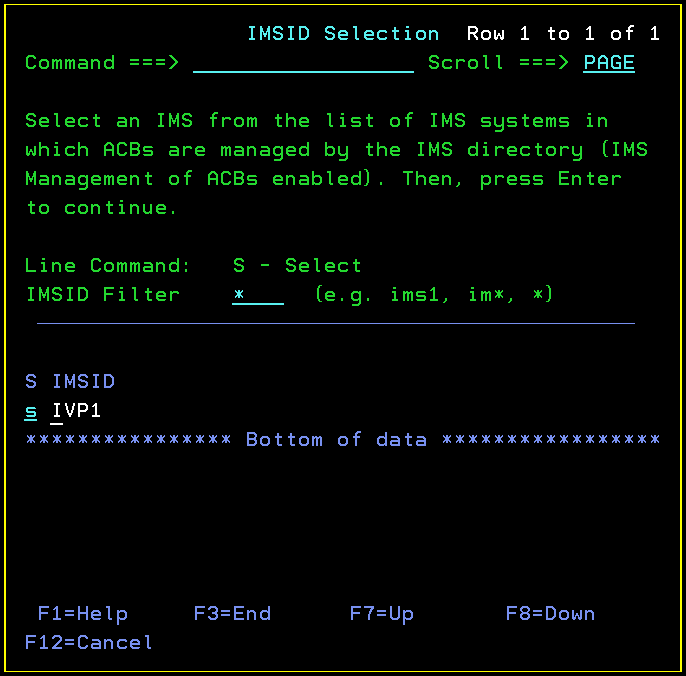 IMSID Selection Row 1 to 1 of 1
Command ===> Scroll ===> PAGE
Select an IMS from the list of IMS systems in
which ACBs are managed by the IMS directory (IMS
Management of ACBs enabled). Then, press Enter
to continue.
Line Command: S - Select
IMSID Filter * (e.g. ims1, im*, *)
S IMSID
s IVP1
**************** Bottom of data *****************
F1=Help F3=End F7=Up F8=Down
F12=Cancel